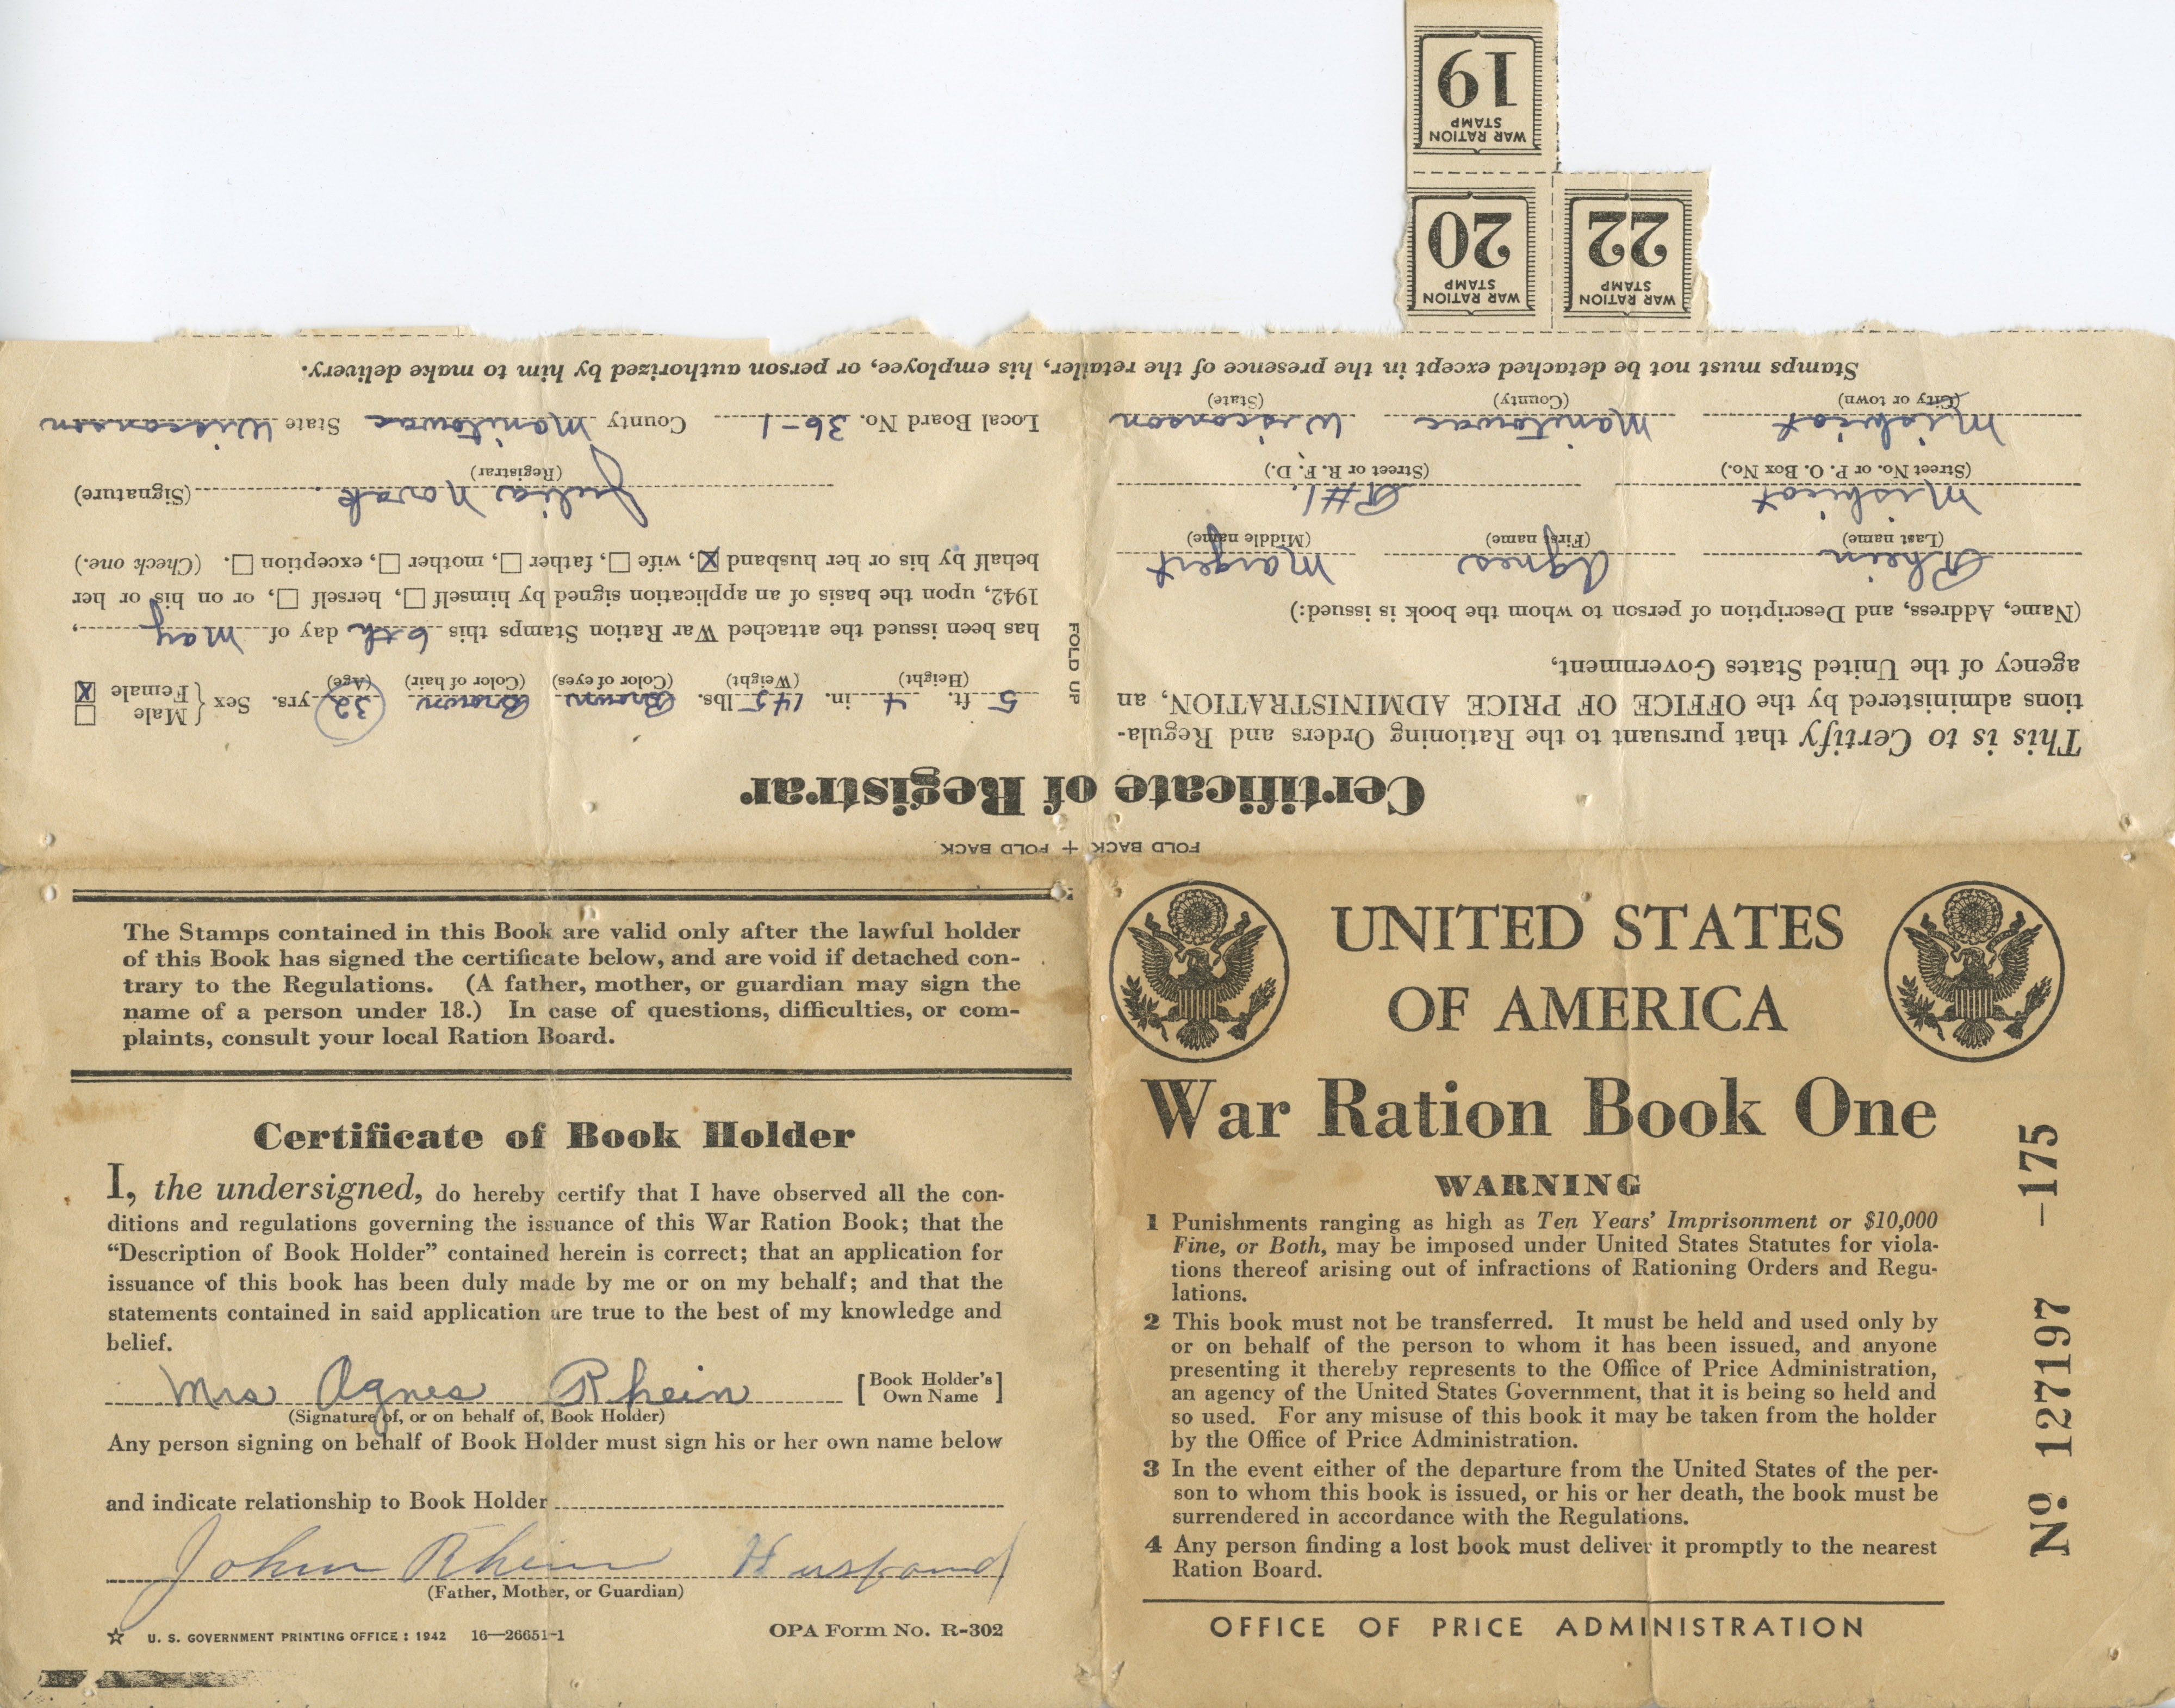 WAR RATION
STAMP
19
WAR RATION
STAMP
20
WAR RATION
STAMP
22
Stamps must not be detached except in the presence of the retailer, his employee, or person authorized by him to make delivery.
FOLD BACK + FOLD BACK
Certificate of Registrar
This is to Certify that pursuant to the Rationing Orders and Regula-
tions administered by the OFFICE OF PRICE ADMINISTRATION, an
agency of the United States Government,
(Name, Address, and Description of person to whom the book is issued:)
Rhein Agnes Margert
(Last name) (First name) (Middle name)
Mishicot R#1.
(Street No. or P. O. Box No.) (Street or R. F. D.)
Mishicot Manitowoc Wisconson
(City or town) (County) (State)
FOLD UP
5 ft. 4 in. 145 lbs. Brown Brown 32 yrs. Sex { Male ☐
Female ☒
(Height) (Weight) (Color of eyes) (Color of hair) (Age)
has been issued the attached War Ration Stamps this 6th day of May,
1942, upon the basis of an application signed by himself ☐, herself ☐, or on his or her
behalf by his or her husband ☒, wife ☐, father ☐, mother ☐, exception ☐. (Check one.)
Julia Novak. (Signature)
(Registrar)
Local Board No. 36-1 County Manitowoc State Wisconson
The Stamps contained in this Book are valid only after the lawful holder
of this Book has signed the certificate below, and are void if detached con-
trary to the Regulations. (A father, mother, or guardian may sign the
name of a person under 18.) In case of questions, difficulties, or com-
plaints, consult your local Ration Board.
Certificate of Book Holder
I, the undersigned, do hereby certify that I have observed all the con-
ditions and regulations governing the issuance of this War Ration Book; that the
“Description of Book Holder” contained herein is correct; that an application for
issuance of this book has been duly made by me or on my behalf; and that the
statements contained in said application are true to the best of my knowledge and
belief.
Mrs Agnes Rhein [Book Holder's
Own Name]
(Signature of, or on behalf of, Book Holder)
Any person signing on behalf of Book Holder must sign his or her own name below
and indicate relationship to Book Holder
John Rhein Husband
(Father, Mother, or Guardian)
☆ U. S. GOVERNMENT PRINTING OFFICE : 1942 16—26651-1 OPA Form No. R-302
UNITED STATES
OF AMERICA
War Ration Book One
WARNING
1 Punishments ranging as high as Ten Years' Imprisonment or $10,000
Fine, or Both, may be imposed under United States Statutes for viola-
tions thereof arising out of infractions of Rationing Orders and Regu-
lations.
2 This book must not be transferred. It must be held and used only by
or on behalf of the person to whom it has been issued, and anyone
presenting it thereby represents to the Office of Price Administration,
an agency of the United States Government, that it is being so held and
so used. For any misuse of this book it may be taken from the holder
by the Office of Price Administration.
3 In the event either of the departure from the United States of the per-
son to whom this book is issued, or his or her death, the book must be
surrendered in accordance with the Regulations.
4 Any person finding a lost book must deliver it promptly to the nearest
Ration Board.
OFFICE OF PRICE ADMINISTRATION
No 127197 -175